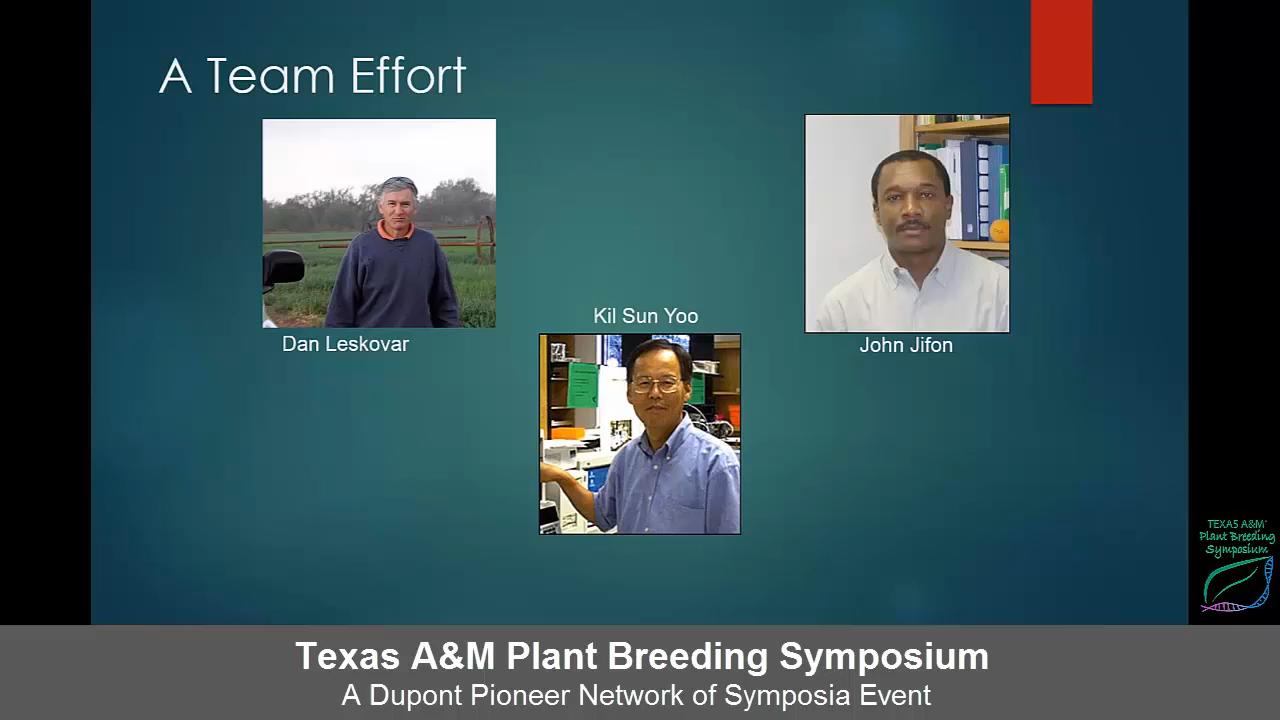 A Team Effort
Kil Sun Yoo
Dan Leskovar
John Jifon
TEXAS A&M
Plant Breeding
Symposium
Texas A&M Plant Breeding Symposium
A Dupont Pioneer Network of Symposia Event